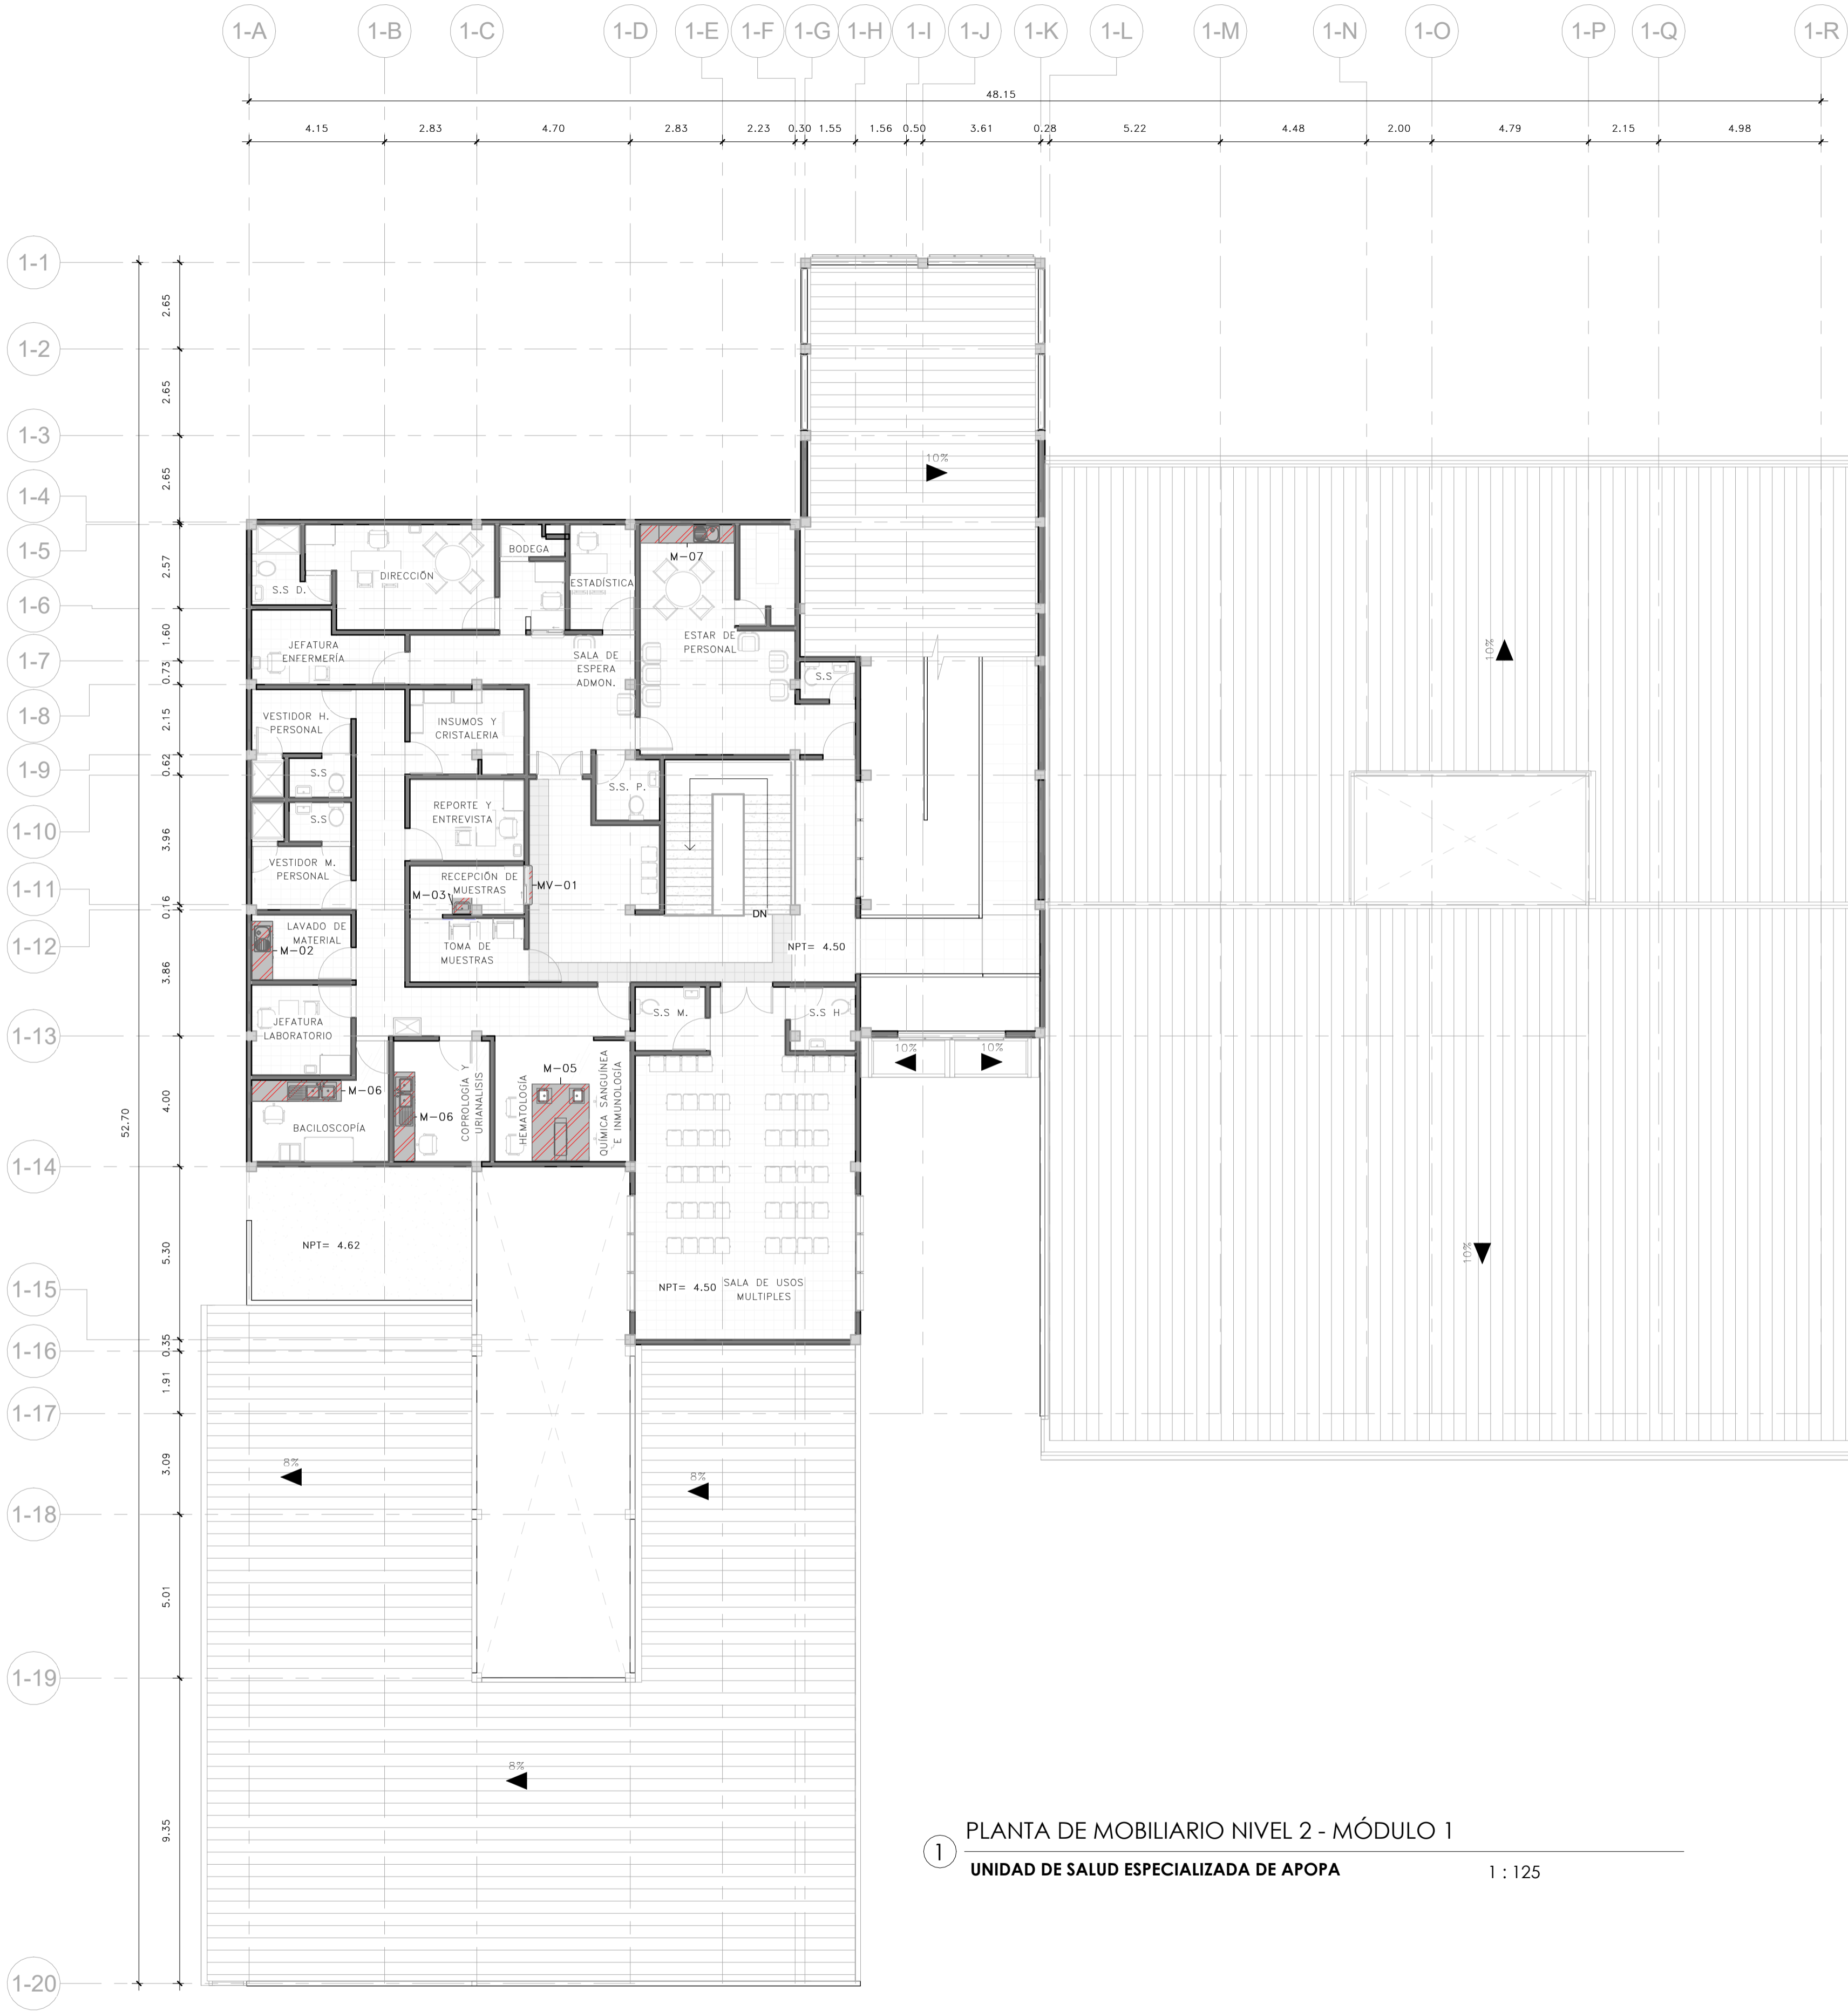 1-A 1-B 1-C 1-D 1-E 1-F 1-G 1-H 1-I 1-J 1-K 1-L 1-M 1-N 1-O 1-P 1-Q 1-R
48.15
4.15 2.83 4.70 2.83 2.23 0.30 1.55 1.56 0.50 3.61 0.28 5.22 4.48 2.00 4.79 2.15 4.98
1-1
2.65
1-2
2.65
1-3
2.65
10%
1-4
1-5
2.57
BODEGA
M-07
DIRECCIÓN
ESTADÍSTICA
S.S D.
1-6
1.60
JEFATURA
ENFERMERÍA
SALA DE
ESPERA
ADMON.
ESTAR DE
PERSONAL
10%
1-7
0.73
S.S
1-8
2.15
VESTIDOR H.
PERSONAL
INSUMOS Y
CRISTALERIA
1-9
0.62
S.S
S.S. P.
1-10
3.96
REPORTE Y
ENTREVISTA
S.S
VESTIDOR M.
PERSONAL
RECEPCIÓN DE
MUESTRAS
MV-01
M-03
1-11
0.16
DN
1-12
LAVADO DE
MATERIAL
M-02
TOMA DE
MUESTRAS
NPT= 4.50
3.86
S.S M.
S.S H
JEFATURA
LABORATORIO
1-13
10% 10%
M-05
M-06
M-06
COPROLOGÍA Y
URIANALISIS
HEMATOLOGÍA
QUÍMICA SANGUÍNEA
E INMUNOLOGÍA
4.00
52.70
BACILOSCOPÍA
1-14
5.30
NPT= 4.62
10%
NPT= 4.50
SALA DE USOS
MULTIPLES
1-15
0.35
1-16
1.91
1-17
3.09
8%
8%
1-18
5.01
1-19
8%
9.35
1 PLANTA DE MOBILIARIO NIVEL 2 - MÓDULO 1
UNIDAD DE SALUD ESPECIALIZADA DE APOPA 1 : 125
1-20